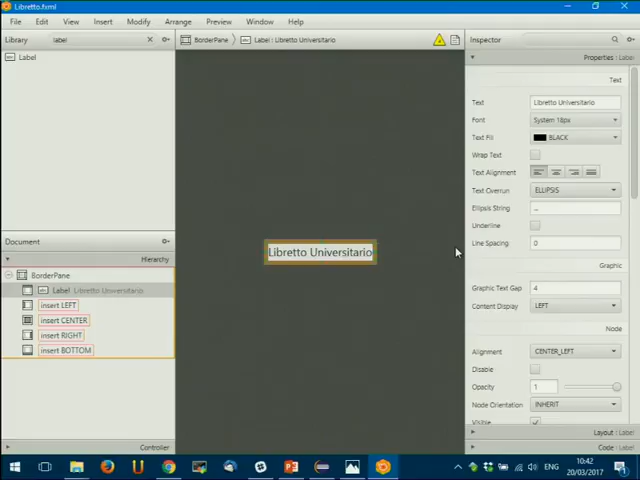 Libretto.fxml
File Edit View Insert Modify Arrange Preview Window Help
Library label
Label
BorderPane Label : Libretto Universitario
Inspector
Properties : Label
Text
Text Libretto Universitario
Font System 18px
Text Fill BLACK
Wrap Text
Text Alignment
Text Overrun ELLIPSIS
Ellipsis String ...
Underline
Line Spacing 0
Graphic
Graphic Text Gap 4
Content Display LEFT
Node
Alignment CENTER_LEFT
Disable
Opacity 1
Node Orientation INHERIT
Layout : Label
Code : Label
Libretto Universitario
Document
Hierarchy
BorderPane
Label Libretto Universitario
insert LEFT
insert CENTER
insert RIGHT
insert BOTTOM
Controller
ENG
10:42
20/03/2017